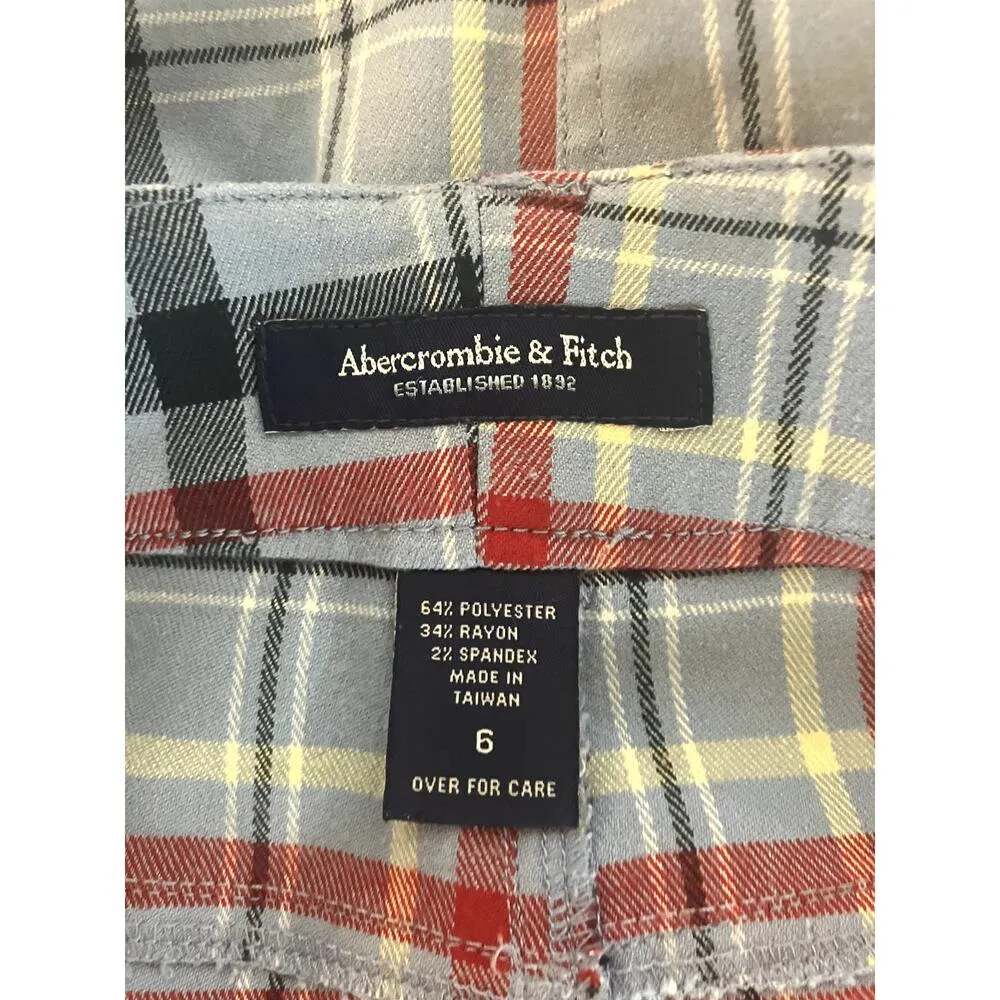 Abercrombie & Fitch
ESTABLISHED 1892
64% POLYESTER
34% RAYON
2% SPANDEX
MADE IN
TAIWAN
6
OVER FOR CARE